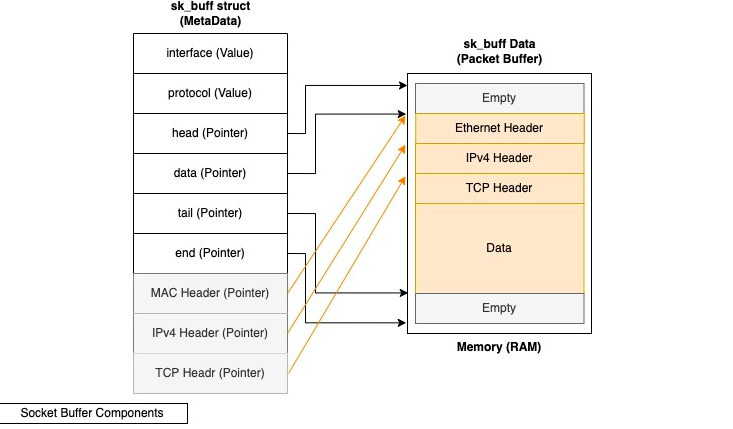 sk_buff struct
(MetaData)
interface (Value)
protocol (Value)
head (Pointer)
data (Pointer)
tail (Pointer)
end (Pointer)
MAC Header (Pointer)
IPv4 Header (Pointer)
TCP Headr (Pointer)
sk_buff Data
(Packet Buffer)
Empty
Ethernet Header
IPv4 Header
TCP Header
Data
Empty
Memory (RAM)
Socket Buffer Components